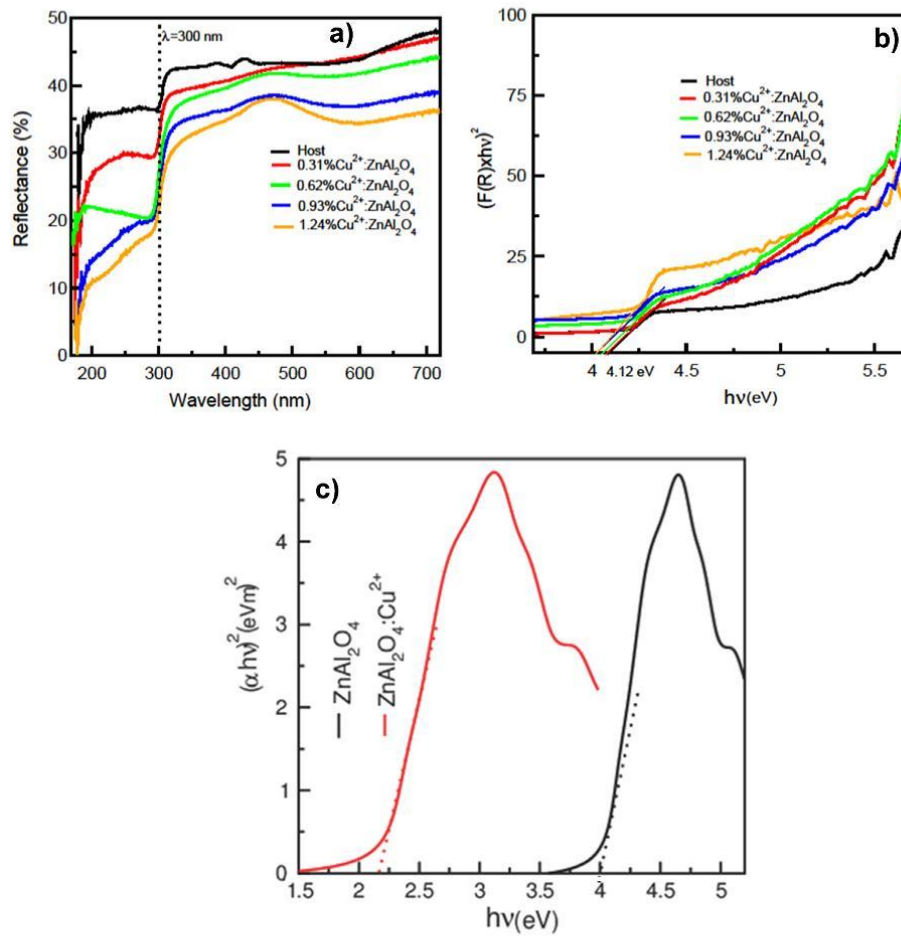 a)
λ=300 nm
50
40
30
20
10
0
Reflectance (%)
Host
0.31%Cu²⁺:ZnAl₂O₄
0.62%Cu²⁺:ZnAl₂O₄
0.93%Cu²⁺:ZnAl₂O₄
1.24%Cu²⁺:ZnAl₂O₄
200 300 400 500 600 700
Wavelength (nm)
b)
100
75
50
25
0
(F(R)xhν)²
Host
0.31%Cu²⁺:ZnAl₂O₄
0.62%Cu²⁺:ZnAl₂O₄
0.93%Cu²⁺:ZnAl₂O₄
1.24%Cu²⁺:ZnAl₂O₄
4 4.12 eV 4.5 5 5.5
hν(eV)
c)
5
4
3
2
1
0
(αhν)² (eVm)²
ZnAl₂O₄
ZnAl₂O₄:Cu²⁺
1.5 2 2.5 3 3.5 4 4.5 5
hν(eV)